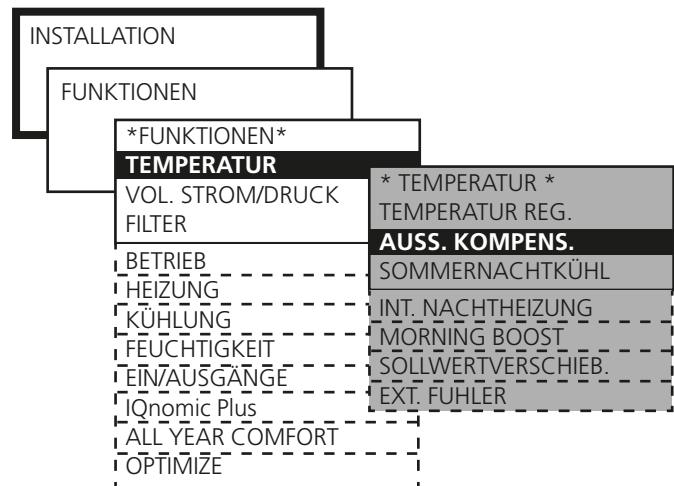 INSTALLATION
FUNKTIONEN
*FUNKTIONEN*
TEMPERATUR
VOL. STROM/DRUCK
FILTER
BETRIEB
HEIZUNG
KÜHLUNG
FEUCHTIGKEIT
EIN/AUSGÄNGE
IQnomic Plus
ALL YEAR COMFORT
OPTIMIZE
* TEMPERATUR *
TEMPERATUR REG.
AUSS. KOMPENS.
SOMMERNACHTKÜHL
INT. NACHTHEIZUNG
MORNING BOOST
SOLLWERTVERSCHIEB.
EXT. FUHLER